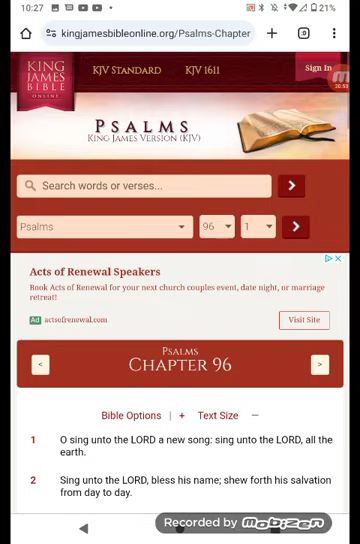 10:27
21%
kingjamesbibleonline.org/Psalms-Chapter
KING
JAMES
BIBLE
ONLINE
KJV STANDARD
KJV 1611
Sign In
20:53
PSALMS
KING JAMES VERSION (KJV)
Search words or verses...
>
Psalms
96
1
>
Acts of Renewal Speakers
Book Acts of Renewal for your next church couples event, date night, or marriage
retreat!
Ad actsofrenewal.com
Visit Site
<
PSALMS
CHAPTER 96
>
Bible Options | + Text Size −
1 O sing unto the LORD a new song: sing unto the LORD, all the
earth.
2 Sing unto the LORD, bless his name; shew forth his salvation
from day to day.
Recorded by mobizen